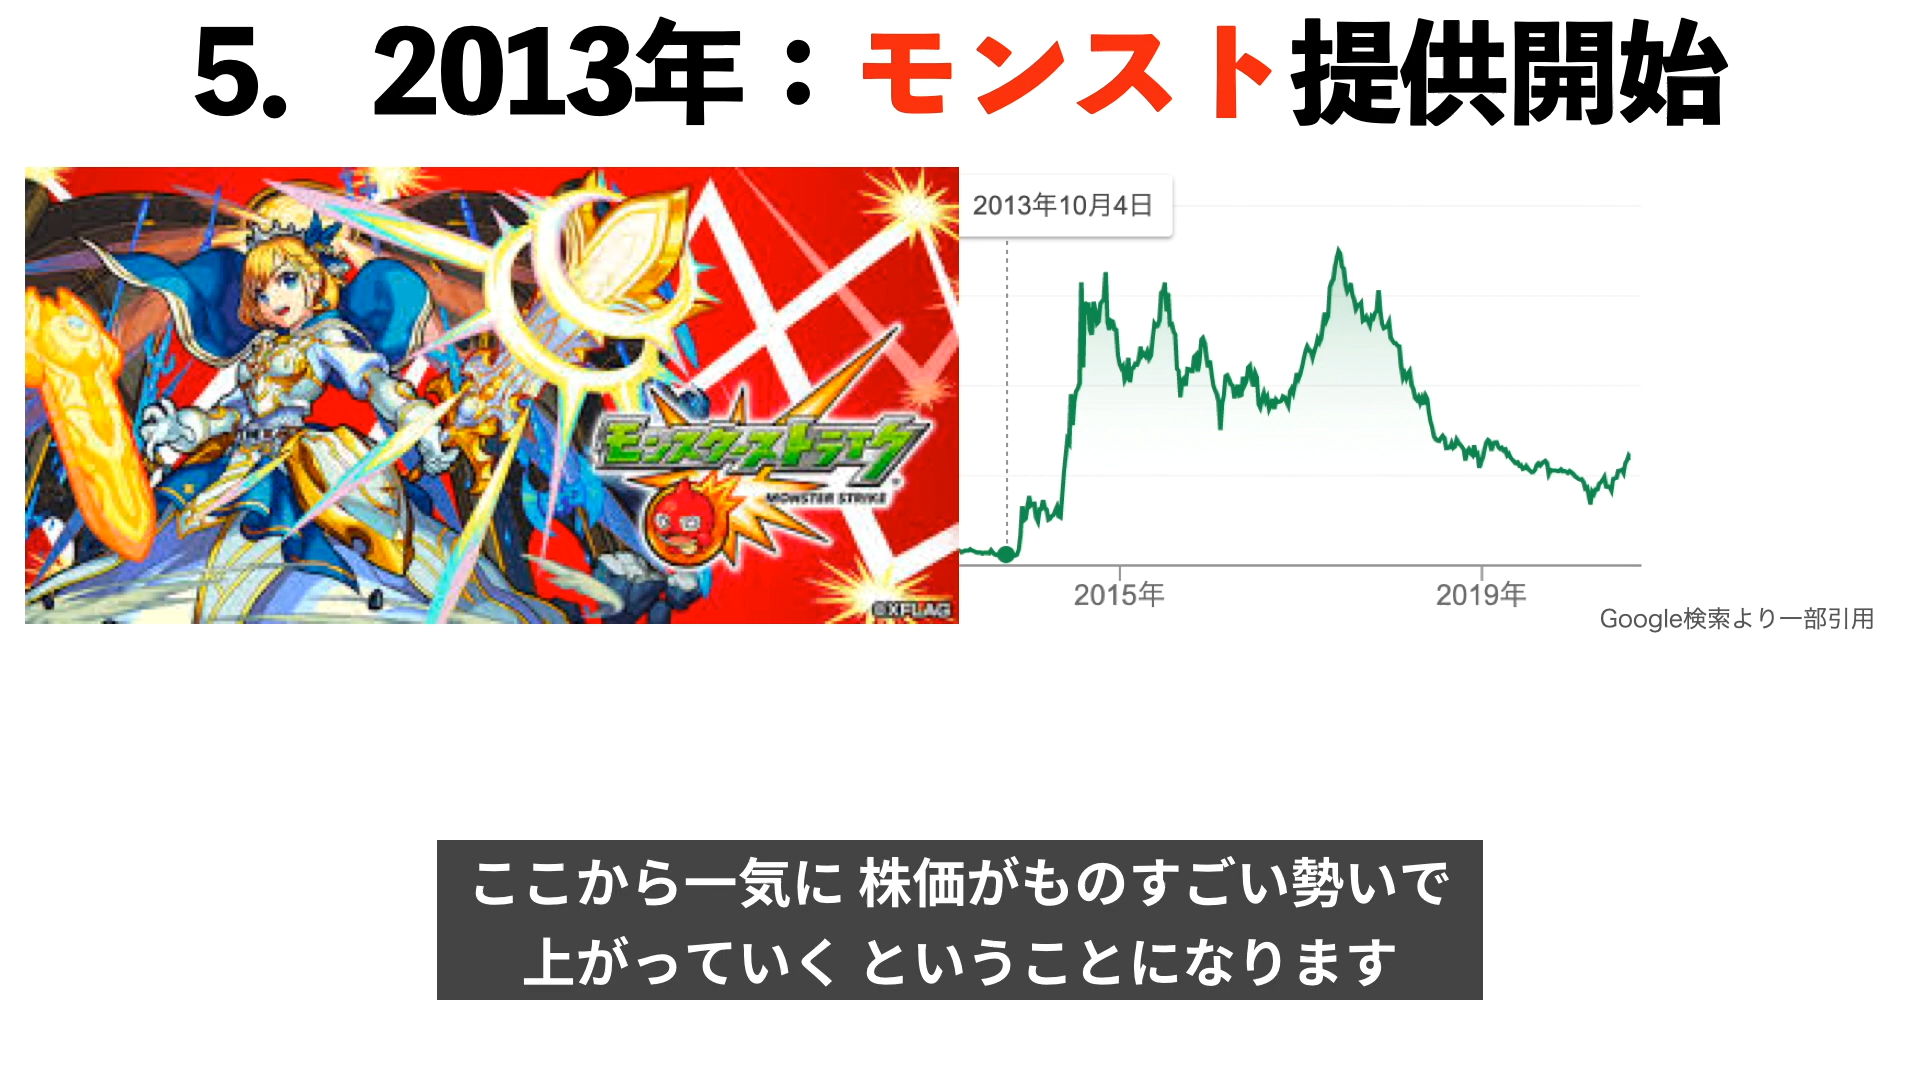 5. 2013年：モンスト提供開始
2013年10月4日
モンスターストライク
MONSTER STRIKE
©XFLAG
2015年
2019年
Google検索より一部引用
ここから一気に 株価がものすごい勢いで
上がっていく ということになります